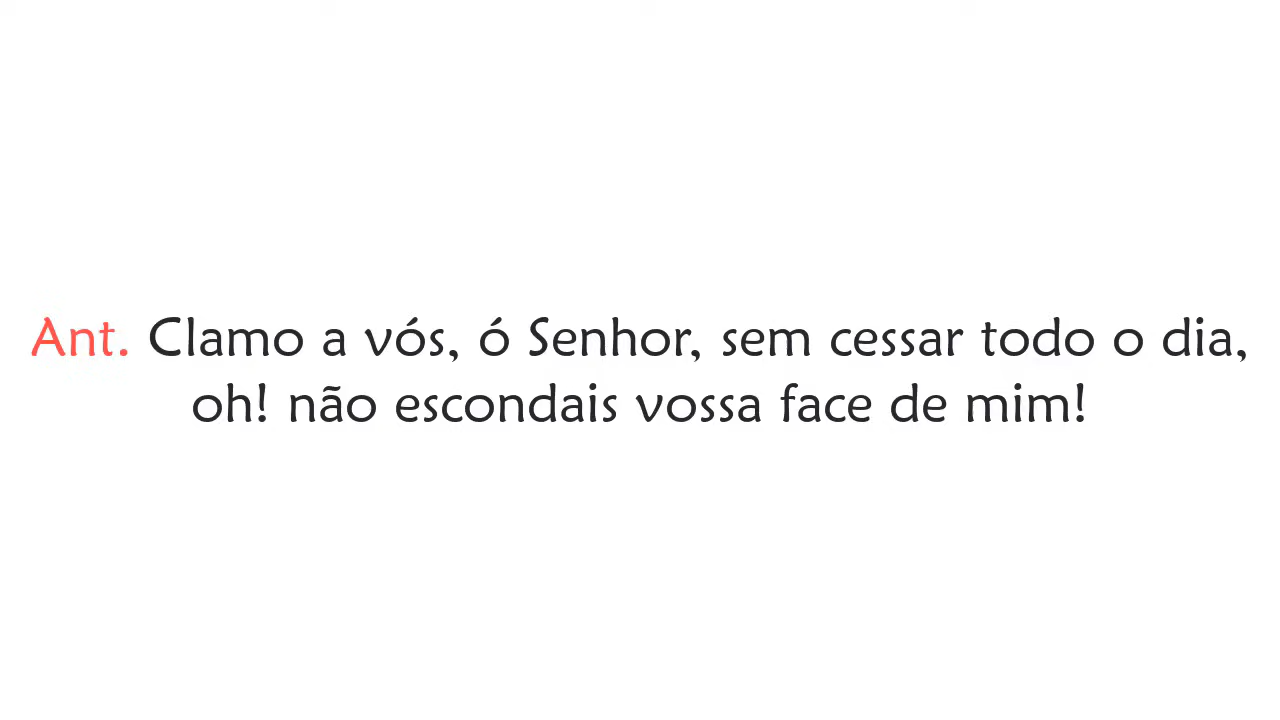 Ant. Clamo a vós, ó Senhor, sem cessar todo o dia,
oh! não escondais vossa face de mim!